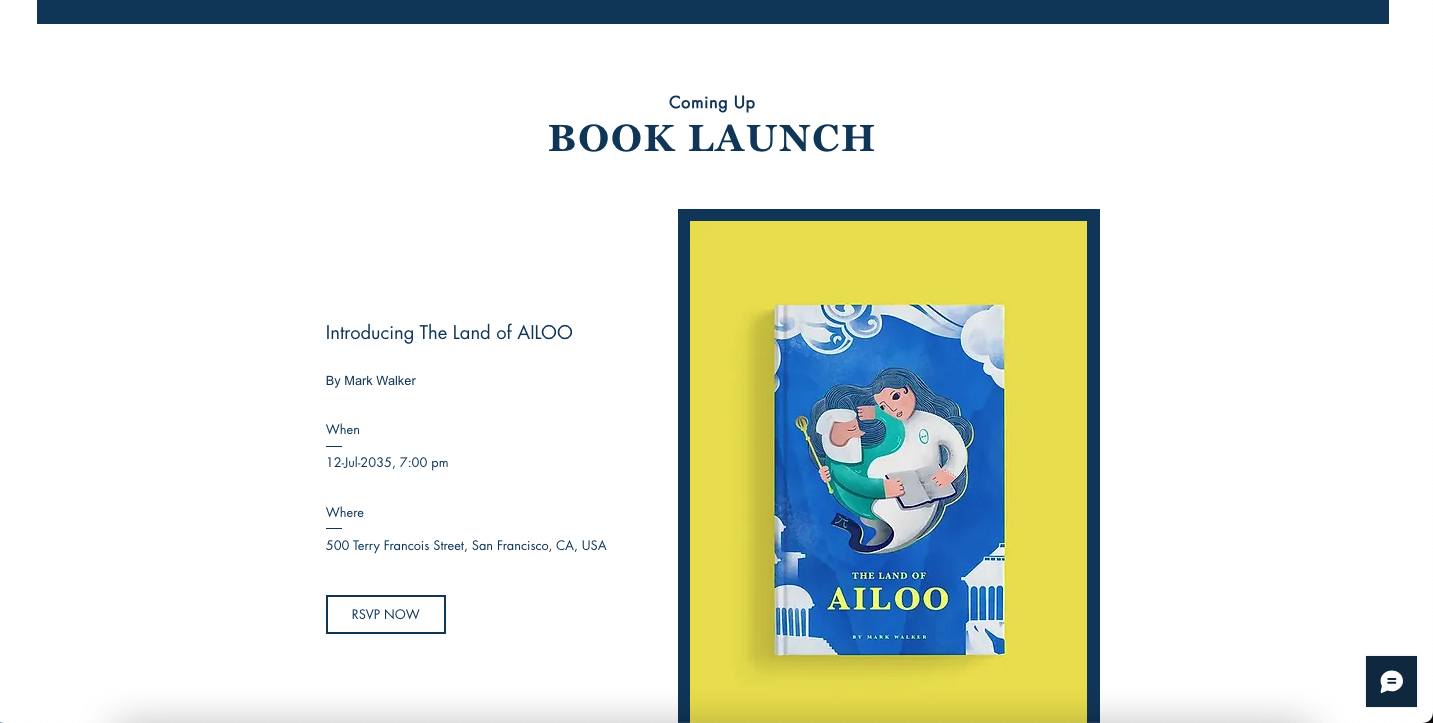 Coming Up
BOOK LAUNCH
Introducing The Land of AILOO
By Mark Walker
When
12-Jul-2035, 7:00 pm
Where
500 Terry Francois Street, San Francisco, CA, USA
RSVP NOW
THE LAND OF
AILOO
BY MARK WALKER